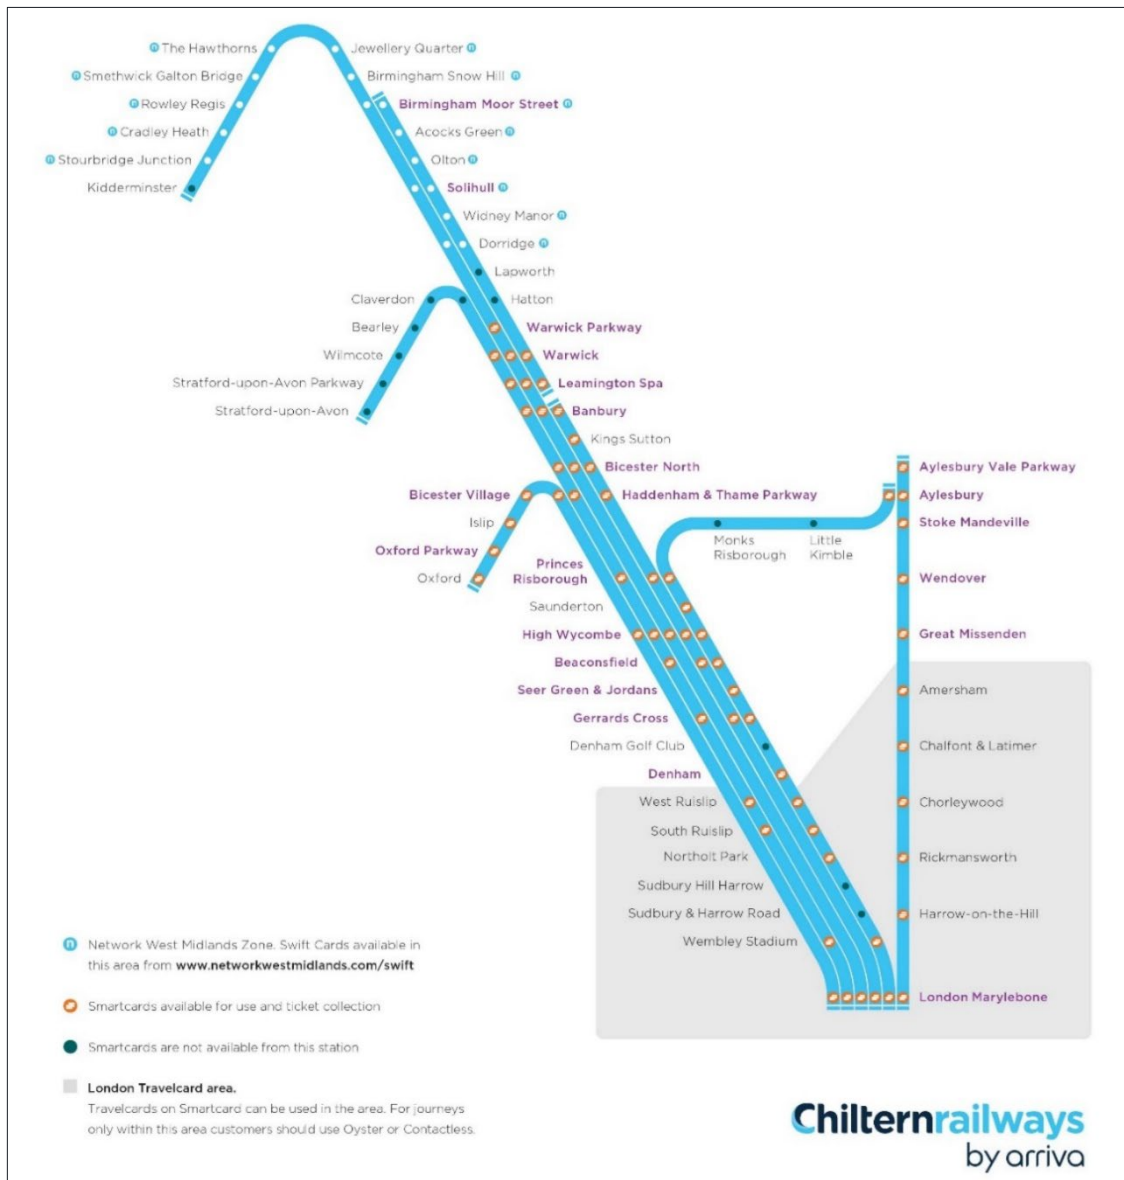 The Hawthorns
Jewellery Quarter
Smethwick Galton Bridge
Birmingham Snow Hill
Rowley Regis
Birmingham Moor Street
Cradley Heath
Acocks Green
Stourbridge Junction
Olton
Kidderminster
Solihull
Widney Manor
Dorridge
Lapworth
Claverdon
Hatton
Bearley
Warwick Parkway
Wilmcote
Warwick
Stratford-upon-Avon Parkway
Leamington Spa
Stratford-upon-Avon
Banbury
Kings Sutton
Bicester North
Aylesbury Vale Parkway
Bicester Village
Haddenham & Thame Parkway
Aylesbury
Islip
Stoke Mandeville
Monks
Risborough
Little
Kimble
Oxford Parkway
Oxford
Princes
Risborough
Wendover
Saunderton
High Wycombe
Great Missenden
Beaconsfield
Seer Green & Jordans
Amersham
Gerrards Cross
Denham Golf Club
Chalfont & Latimer
Denham
West Ruislip
Chorleywood
South Ruislip
Northolt Park
Rickmansworth
Sudbury Hill Harrow
Sudbury & Harrow Road
Harrow-on-the-Hill
Wembley Stadium
London Marylebone
n Network West Midlands Zone. Swift Cards available in
this area from www.networkwestmidlands.com/swift
Smartcards available for use and ticket collection
Smartcards are not available from this station
London Travelcard area.
Travelcards on Smartcard can be used in the area. For journeys
only within this area customers should use Oyster or Contactless.
Chilternrailways
by arriva